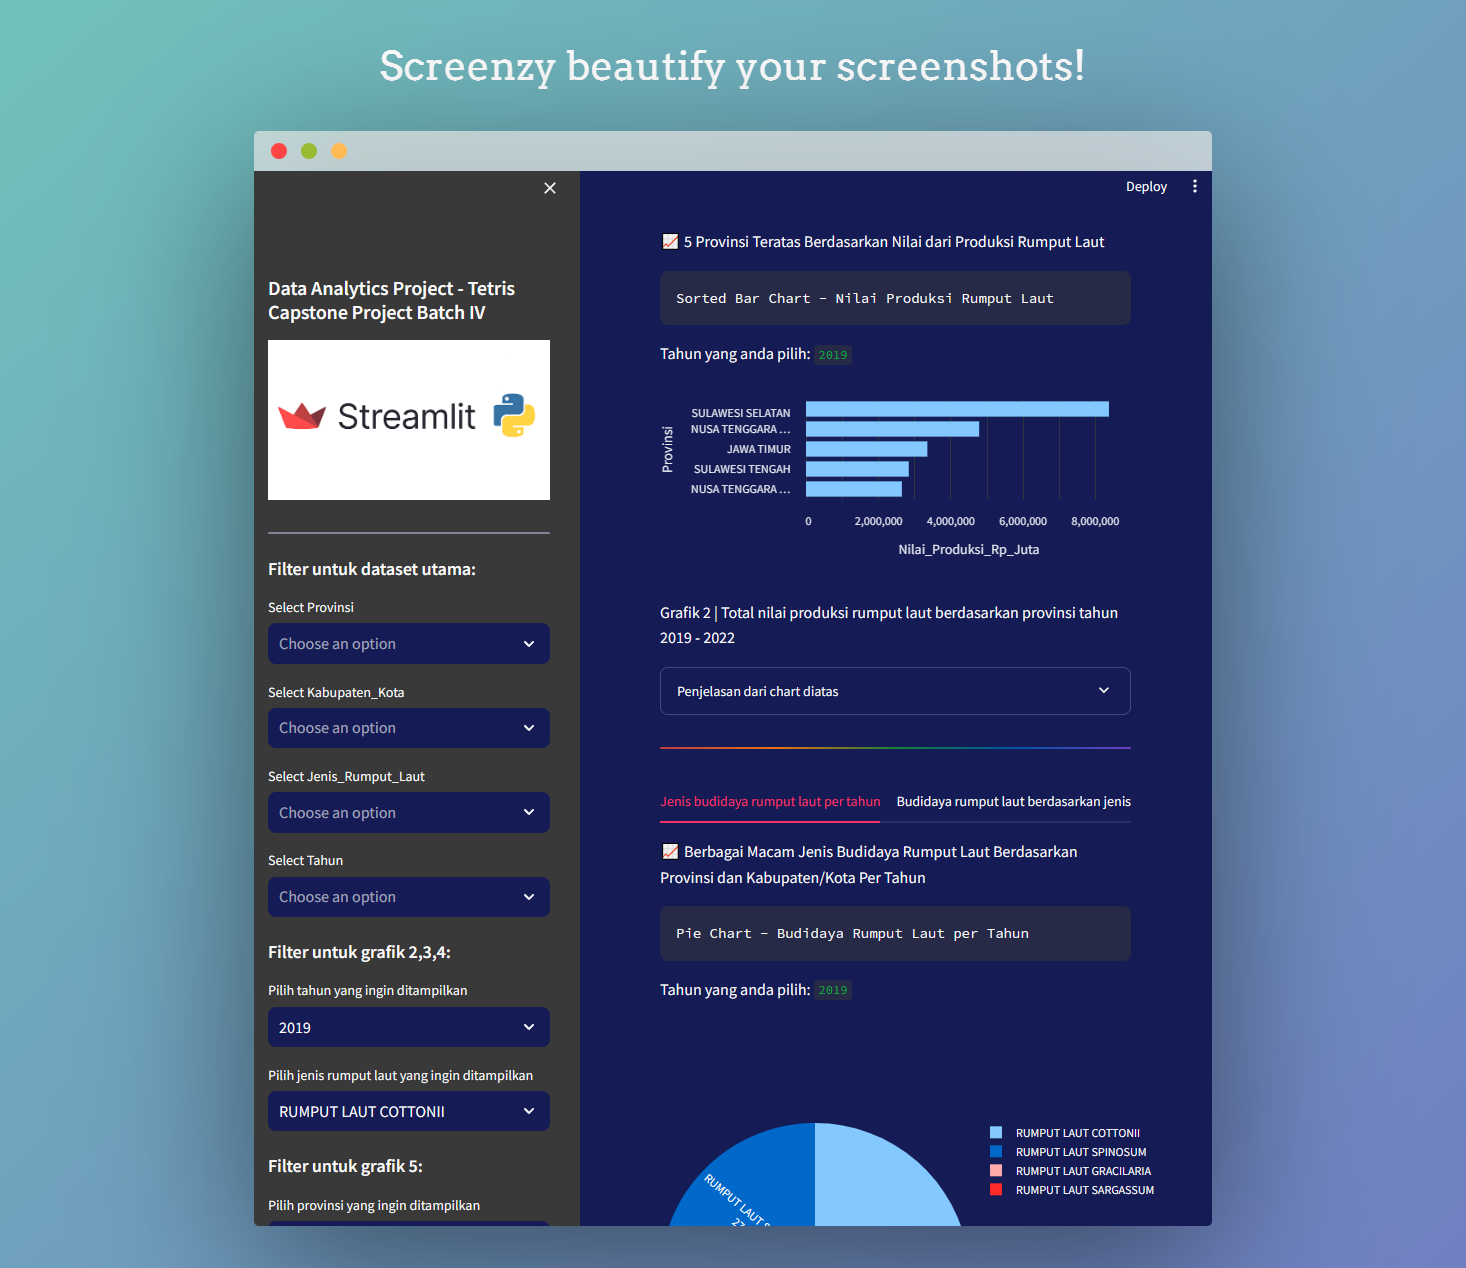 Screenzy beautify your screenshots!
Deploy
Data Analytics Project - Tetris
Capstone Project Batch IV
Streamlit
Filter untuk dataset utama:
Select Provinsi
Choose an option
Select Kabupaten_Kota
Choose an option
Select Jenis_Rumput_Laut
Choose an option
Select Tahun
Choose an option
Filter untuk grafik 2,3,4:
Pilih tahun yang ingin ditampilkan
2019
Pilih jenis rumput laut yang ingin ditampilkan
RUMPUT LAUT COTTONII
Filter untuk grafik 5:
Pilih provinsi yang ingin ditampilkan
📈 5 Provinsi Teratas Berdasarkan Nilai dari Produksi Rumput Laut
Sorted Bar Chart - Nilai Produksi Rumput Laut
Tahun yang anda pilih: 2019
Provinsi
SULAWESI SELATAN
NUSA TENGGARA …
JAWA TIMUR
SULAWESI TENGAH
NUSA TENGGARA …
0 2,000,000 4,000,000 6,000,000 8,000,000
Nilai_Produksi_Rp_Juta
Grafik 2 | Total nilai produksi rumput laut berdasarkan provinsi tahun
2019 - 2022
Penjelasan dari chart diatas
Jenis budidaya rumput laut per tahun Budidaya rumput laut berdasarkan jenis
📈 Berbagai Macam Jenis Budidaya Rumput Laut Berdasarkan
Provinsi dan Kabupaten/Kota Per Tahun
Pie Chart - Budidaya Rumput Laut per Tahun
Tahun yang anda pilih: 2019
RUMPUT LAUT
RUMPUT LAUT COTTONII
RUMPUT LAUT SPINOSUM
RUMPUT LAUT GRACILARIA
RUMPUT LAUT SARGASSUM